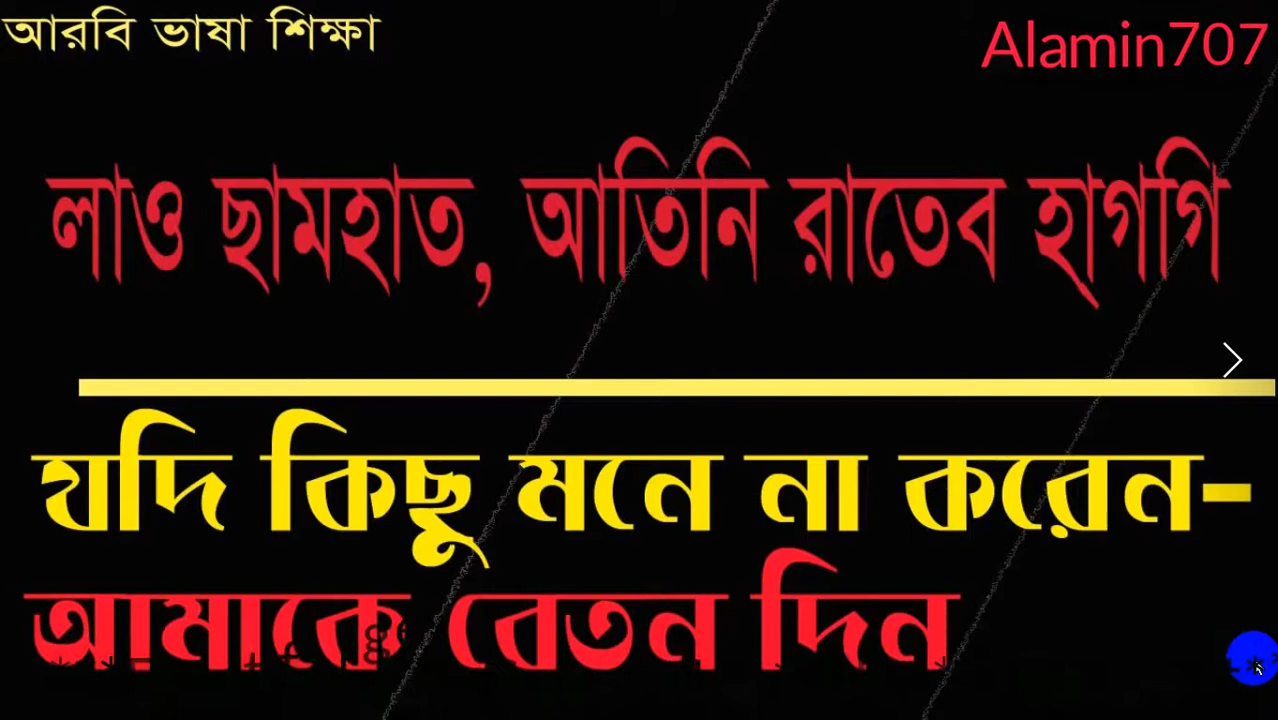 আরবি ভাষা শিক্ষা
Alamin707
লাও ছামহাত, আতিনি রাতেব হাগগি
যদি কিছু মনে না করেন-
আমাকে বেতন দিন